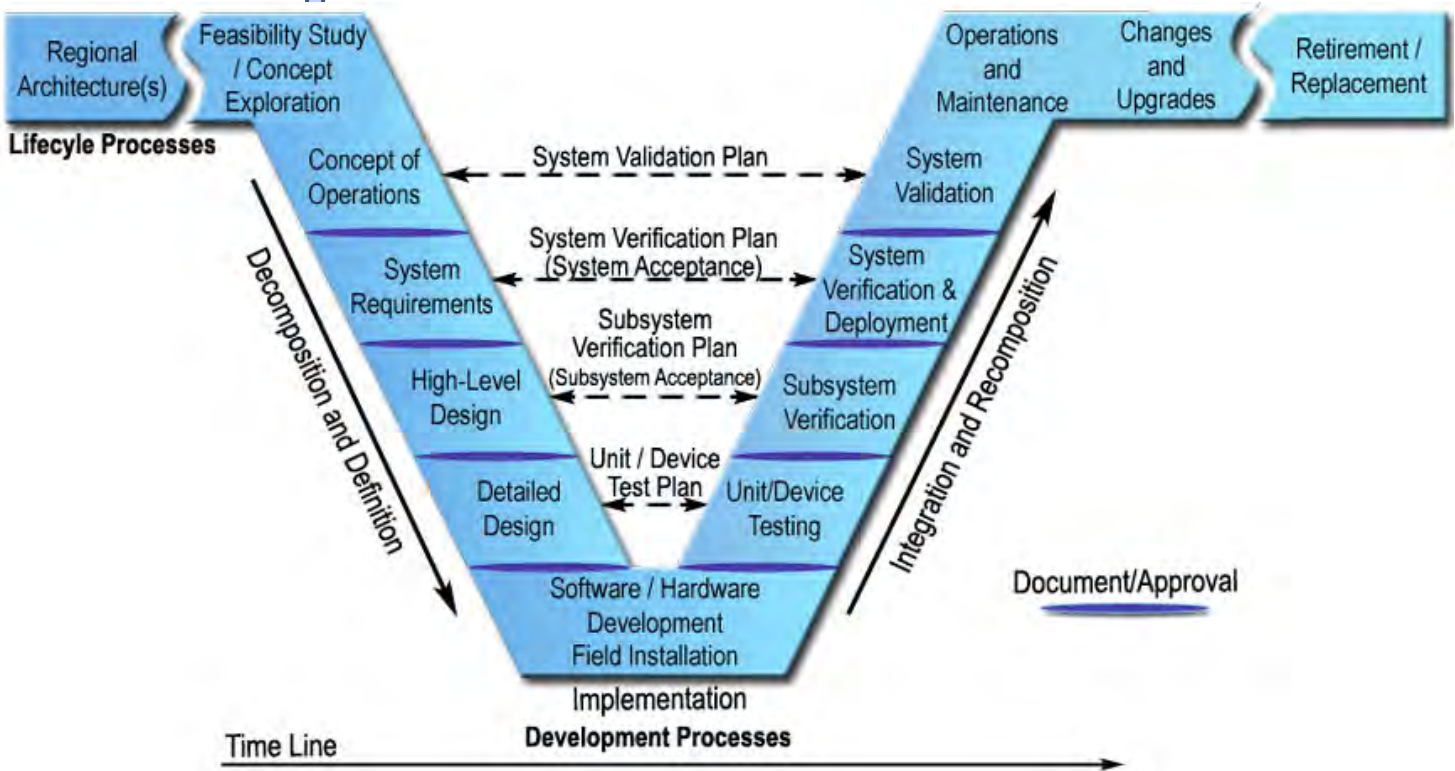 Regional
Architecture(s)
Feasibility Study
/ Concept
Exploration
Operations
and
Maintenance
Changes
and
Upgrades
Retirement /
Replacement
Lifecyle Processes
Concept of
Operations
System Validation Plan
System
Validation
System
Requirements
System Verification Plan
(System Acceptance)
System
Verification &
Deployment
High-Level
Design
Subsystem
Verification Plan
(Subsystem Acceptance)
Subsystem
Verification
Detailed
Design
Unit / Device
Test Plan
Unit/Device
Testing
Decomposition and Definition
Integration and Recomposition
Software / Hardware
Development
Field Installation
Document/Approval
Implementation
Development Processes
Time Line